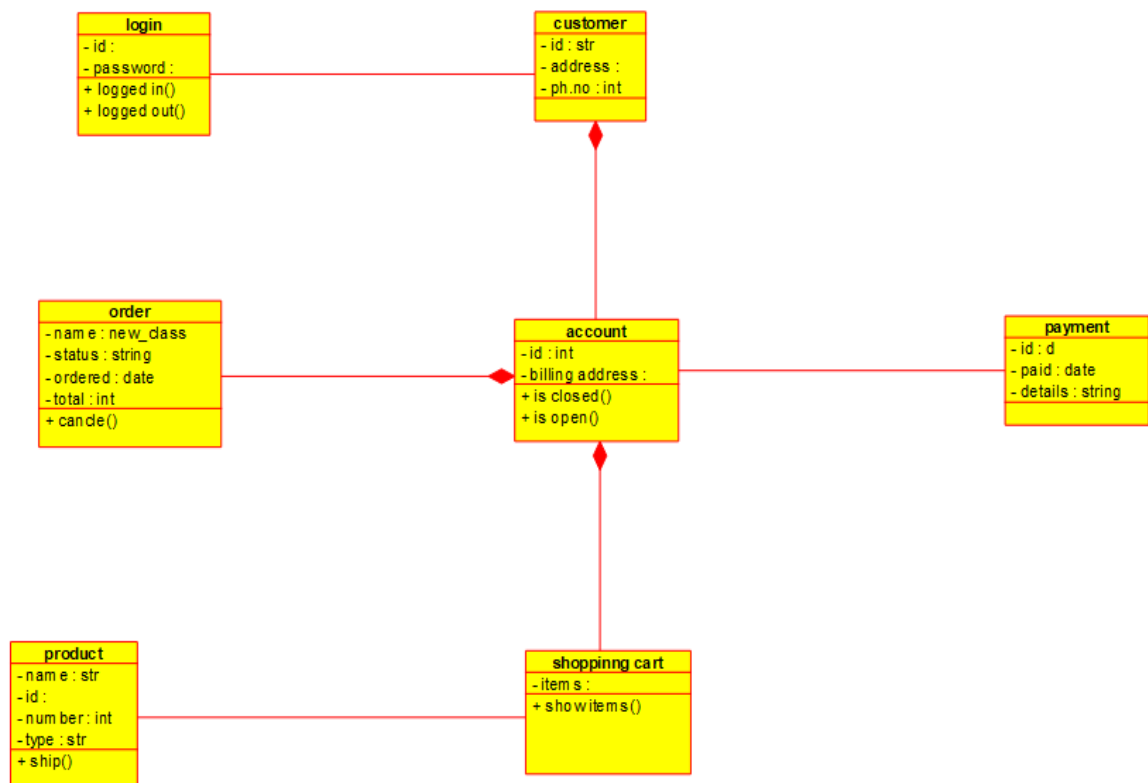 login
- id :
- password :
+ logged in()
+ logged out()
customer
- id : str
- address :
- ph.no : int
order
- name : new_class
- status : string
- ordered : date
- total : int
+ cancle()
account
- id : int
- billing address :
+ is closed()
+ is open()
payment
- id : d
- paid : date
- details : string
product
- name : str
- id :
- number : int
- type : str
+ ship()
shoppinng cart
- items :
+ showitems()